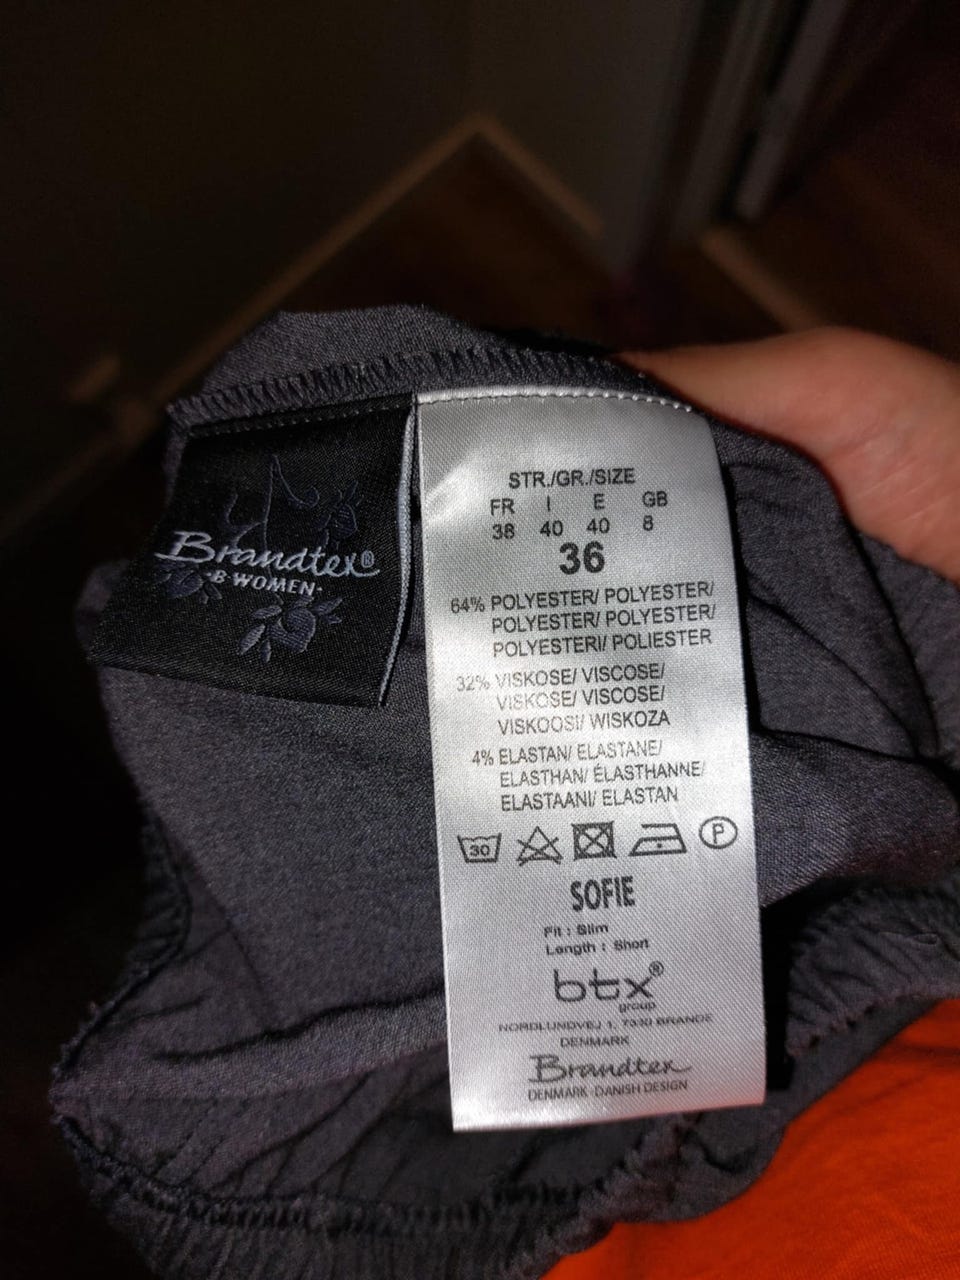 Brandtex®
·B·WOMEN·
STR./GR./SIZE
FR I E GB
38 40 40 8
36
64% POLYESTER/ POLYESTER/
POLYESTER/ POLYESTER/
POLYESTERI/ POLIESTER
32% VISKOSE/ VISCOSE/
VISKOSE/ VISCOSE/
VISKOOSI/ WISKOZA
4% ELASTAN/ ELASTANE/
ELASTHAN/ ÉLASTHANNE/
ELASTAANI/ ELASTAN
30 P
SOFIE
Fit : Slim
Length : Short
btx®
group
NORDLUNDVEJ 1, 7330 BRANDE
DENMARK
Brandtex
DENMARK · DANISH DESIGN